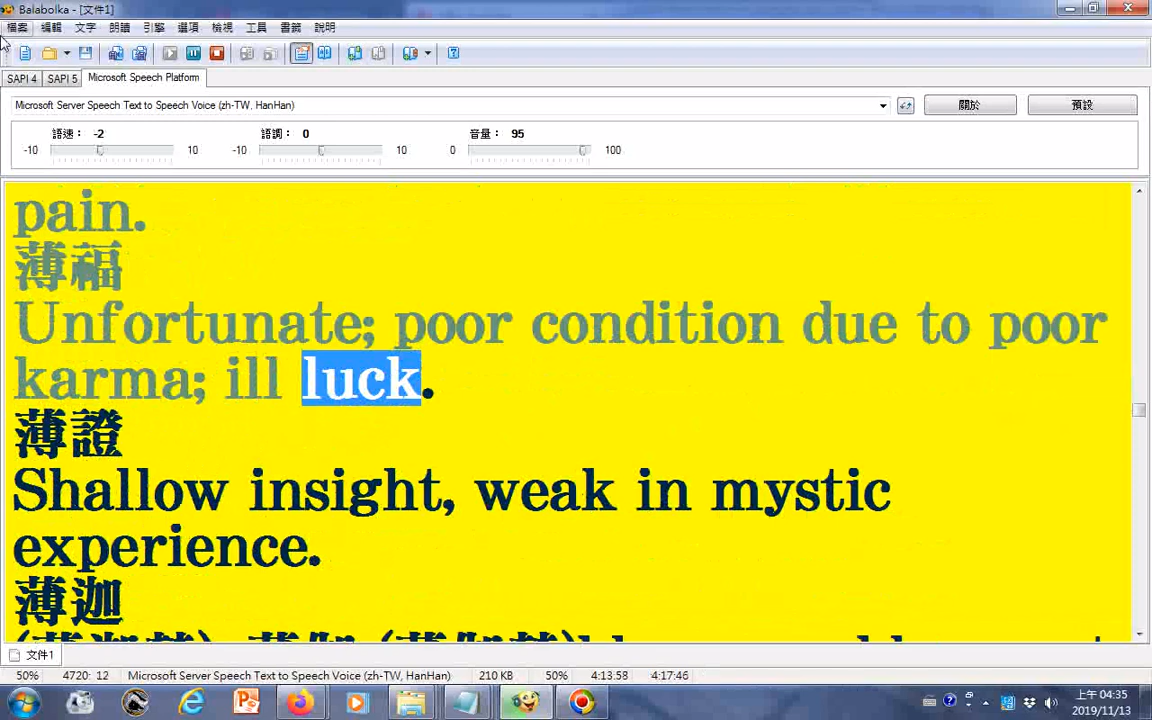 Balabolka - [文件1]
檔案 編輯 文字 朗讀 引擎 選項 檢視 工具 書籤 說明
SAPI 4 SAPI 5 Microsoft Speech Platform
Microsoft Server Speech Text to Speech Voice (zh-TW, HanHan) 關於 預設
語速： -2 語調： 0 音量： 95
-10 10 -10 10 0 100
pain.
薄福
Unfortunate; poor condition due to poor
karma; ill luck.
薄證
Shallow insight, weak in mystic
experience.
薄迦
文件1
50% 4720: 12 Microsoft Server Speech Text to Speech Voice (zh-TW, HanHan) 210 KB 50% 4:13:58 4:17:46
上午 04:35
2019/11/13